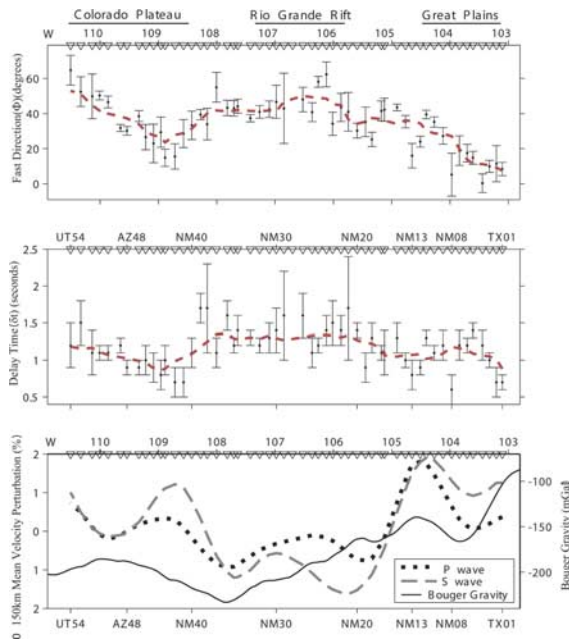 Colorado Plateau Rio Grande Rift Great Plains
W 110 109 108 107 106 105 104 103
Fast Direction(Φ)(degrees)
60
40
20
0
UT54 AZ48 NM40 NM30 NM20 NM13 NM08 TX01
Delay Time(δt) (seconds)
2.5
2
1.5
1
0.5
W 110 109 108 107 106 105 104 103
0 150km Mean Velocity Perturbation (%)
2
1
0
1
2
-100
-150
-200
Bouger Gravity (mGal)
P wave
S wave
Bouger Gravity
UT54 AZ48 NM40 NM30 NM20 NM13 NM08 TX01